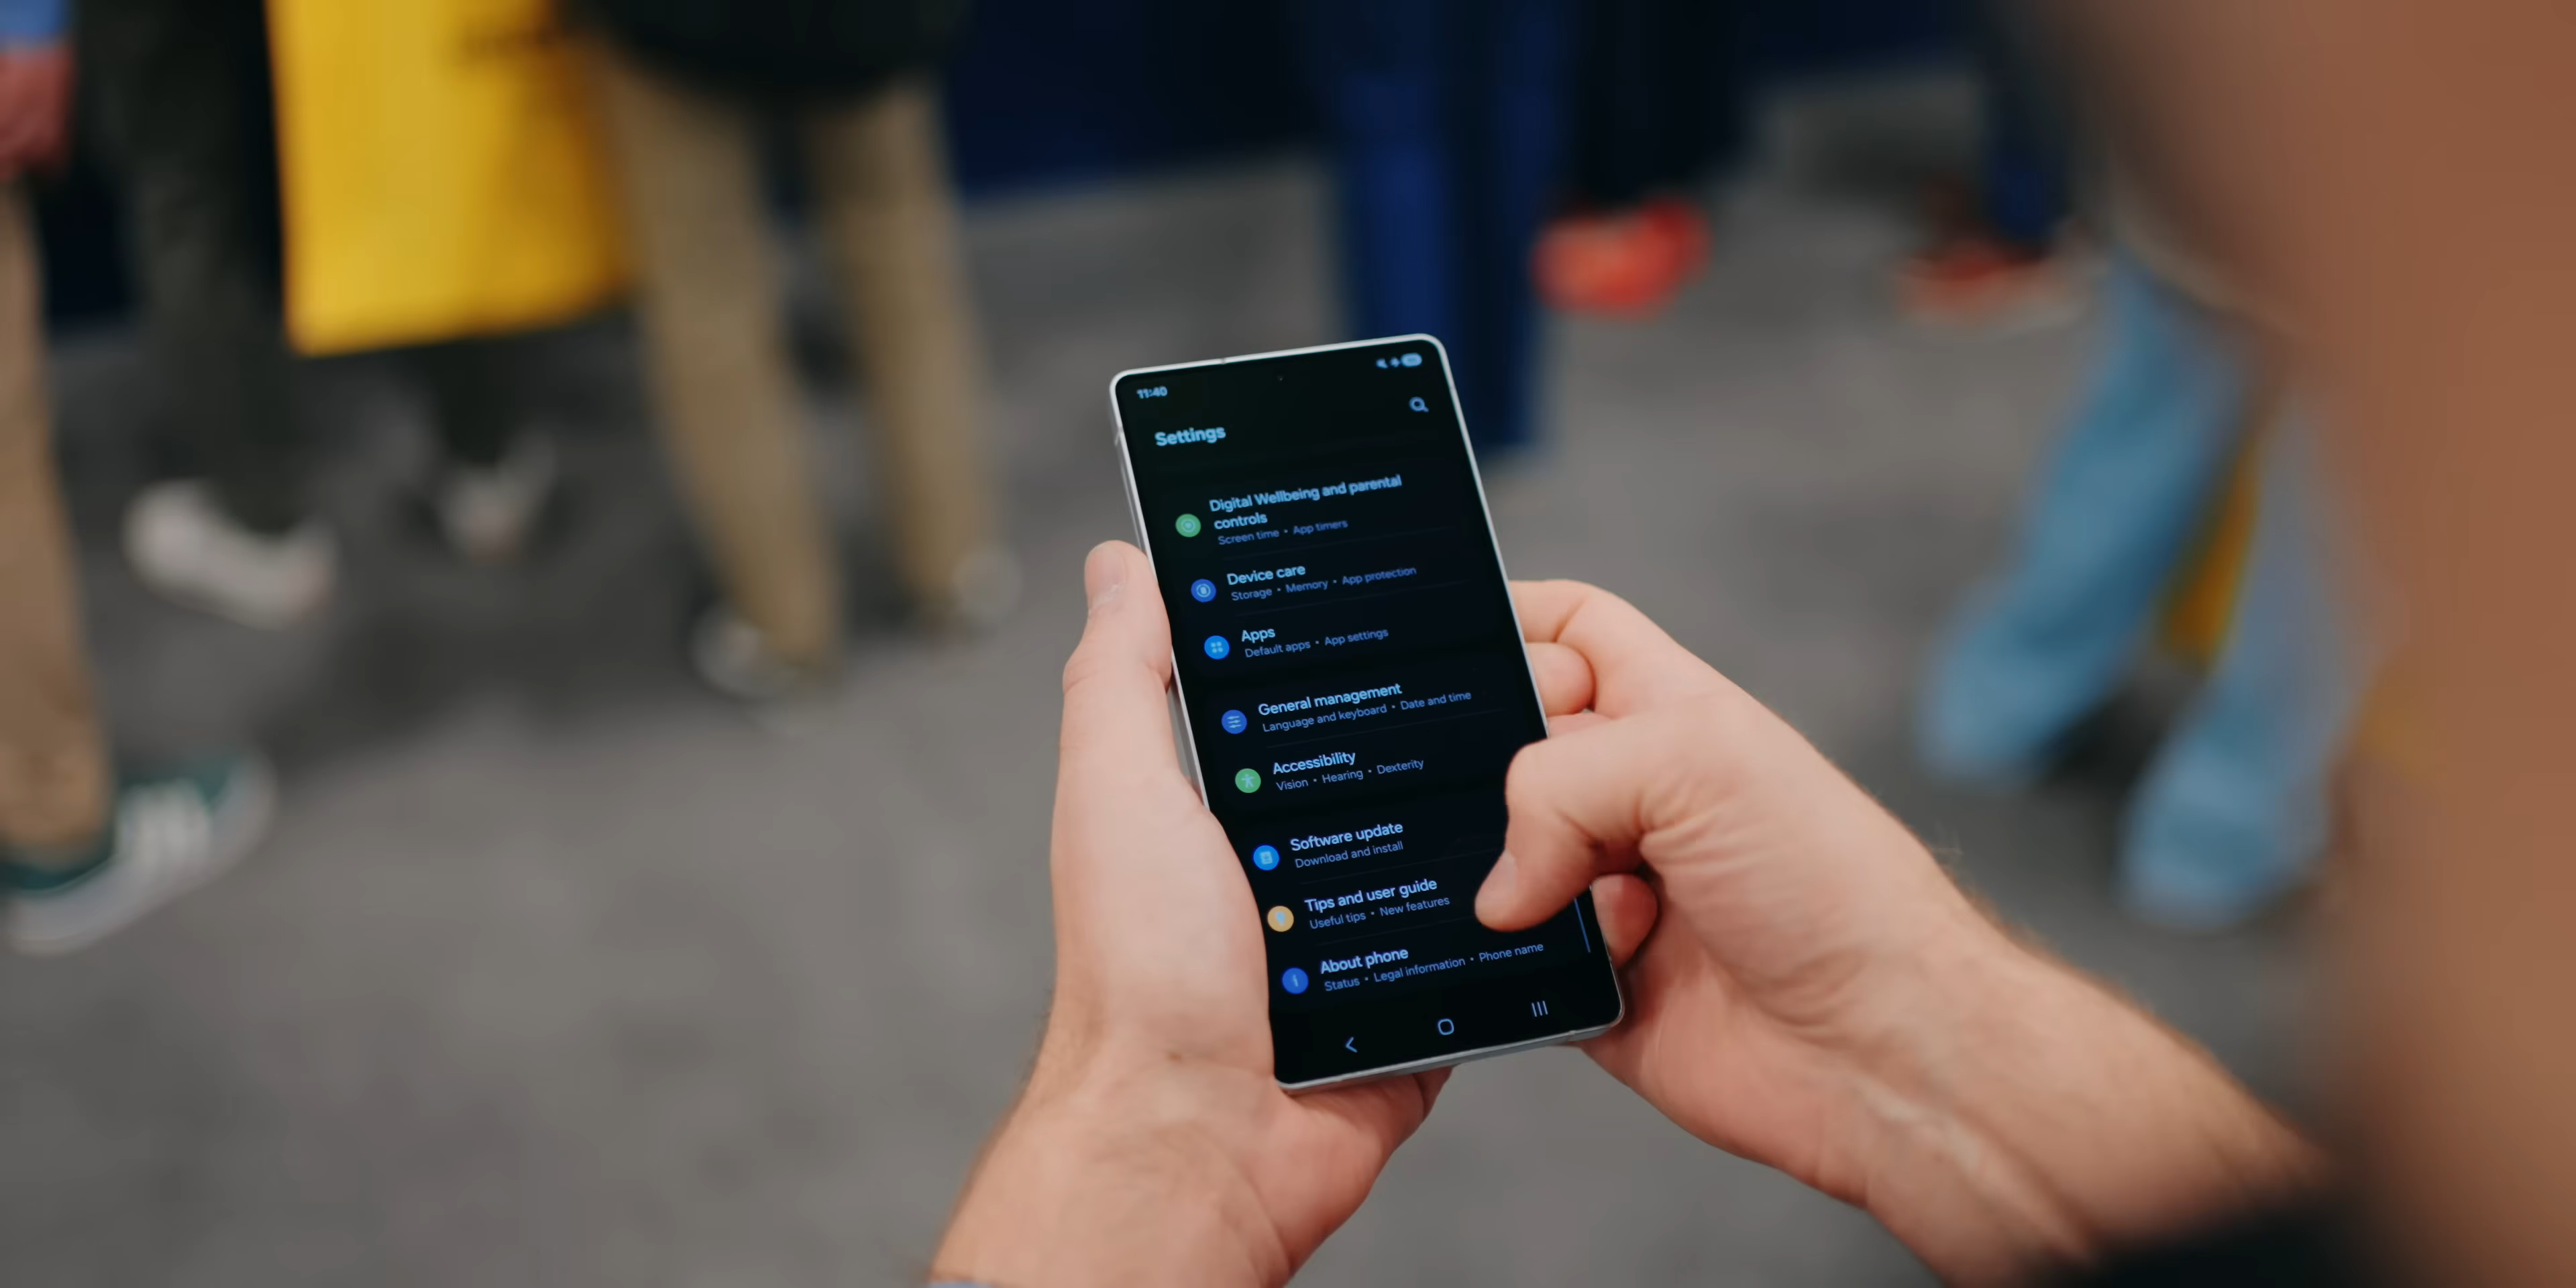 11:40
Settings
Digital Wellbeing and parental
controls
Screen time • App timers
Device care
Storage • Memory • App protection
Apps
Default apps • App settings
General management
Language and keyboard • Date and time
Accessibility
Vision • Hearing • Dexterity
Software update
Download and install
Tips and user guide
Useful tips • New features
About phone
Status • Legal information • Phone name